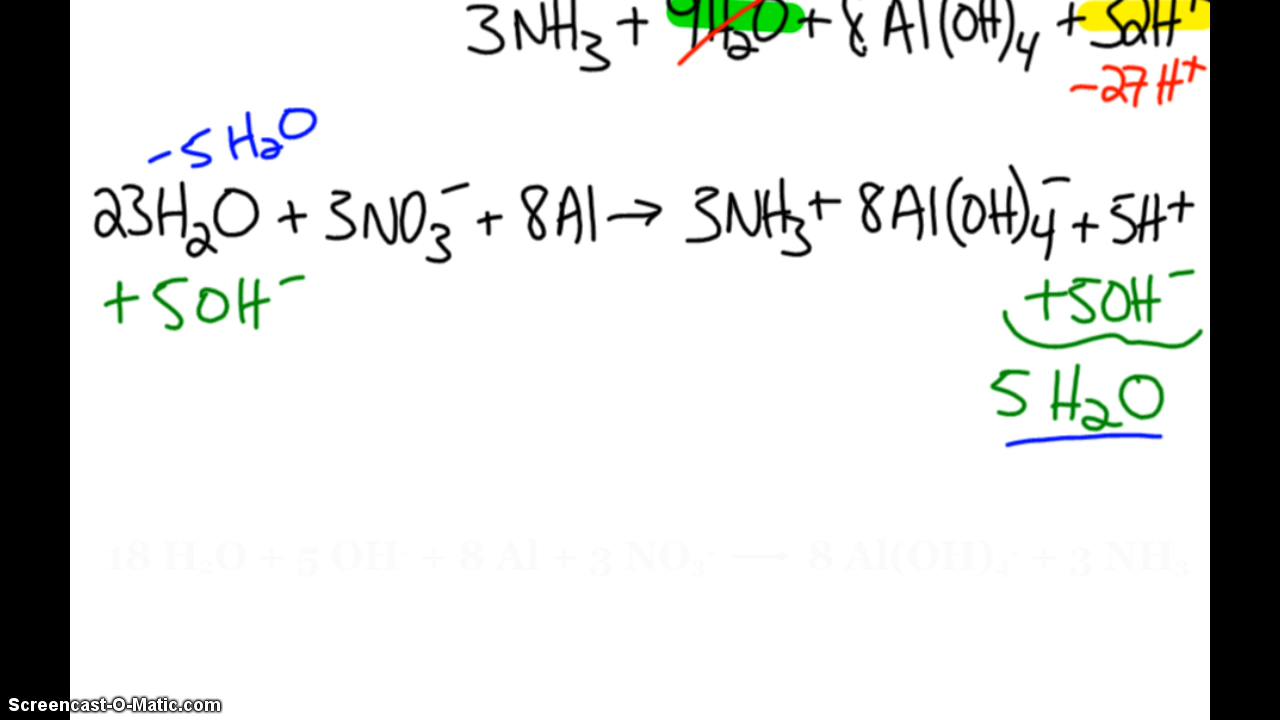 3NH₃ + 9H₂O + 8Al(OH)₄ + 52H⁺
-27H⁺
-5H₂O
23H₂O + 3NO₃⁻ + 8Al → 3NH₃ + 8Al(OH)₄⁻ + 5H⁺
+5OH⁻ +5OH⁻
5H₂O
18 H₂O + 5 OH⁻ + 8 Al + 3 NO₃⁻ ⟶ 8 Al(OH)₄⁻ + 3 NH₃
Screencast-O-Matic.com